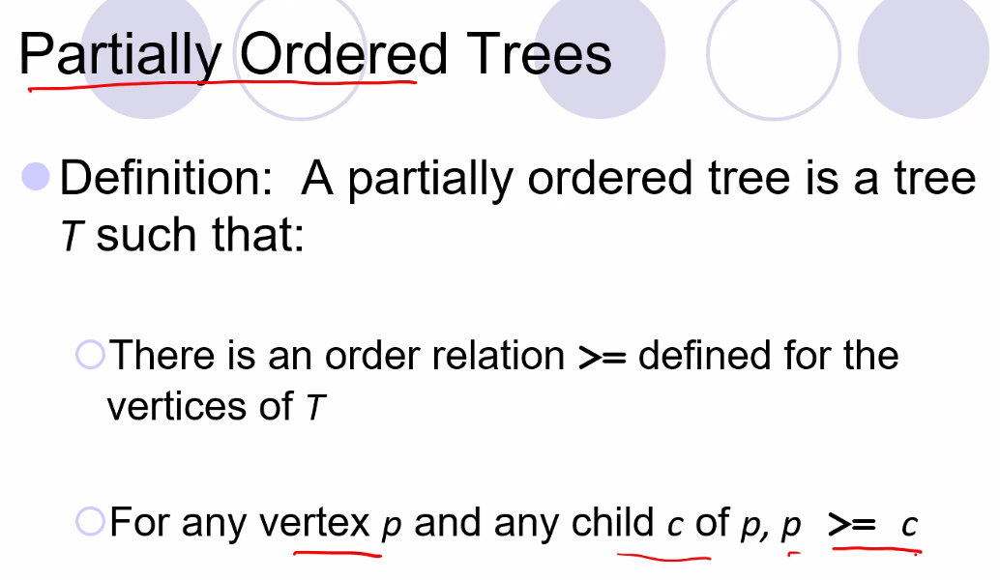 Partially Ordered Trees
Definition: A partially ordered tree is a tree
T such that:
There is an order relation >= defined for the
vertices of T
For any vertex p and any child c of p, p >= c